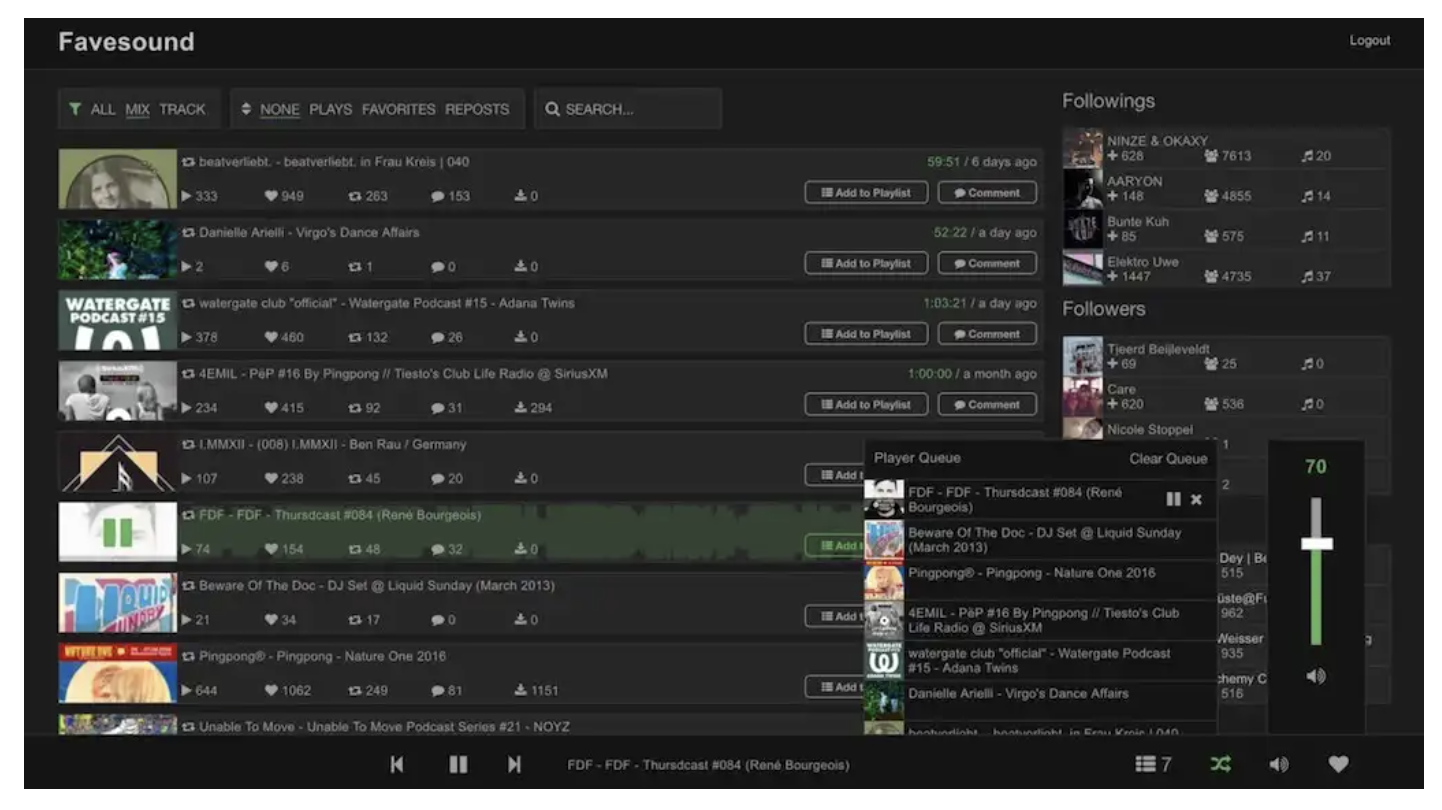 Favesound
Logout
ALL MIX TRACK
NONE PLAYS FAVORITES REPOSTS
SEARCH...
beatverliebt. - beatverliebt. in Frau Kreis | 040
59:51 / 6 days ago
333 949 263 153 0
Add to Playlist
Comment
Danielle Arielli - Virgo's Dance Affairs
52:22 / a day ago
2 6 1 0 0
Add to Playlist
Comment
WATERGATE
PODCAST #15
watergate club "official" - Watergate Podcast #15 - Adana Twins
1:03:21 / a day ago
378 460 132 26 0
Add to Playlist
Comment
4EMIL - PéP #16 By Pingpong // Tiesto's Club Life Radio @ SiriusXM
1:00:00 / a month ago
234 415 92 31 294
Add to Playlist
Comment
I.MMXII - (008) I.MMXII - Ben Rau / Germany
107 238 45 20 0
Add t
FDF - FDF - Thursdcast #084 (René Bourgeois)
74 154 48 32 0
Add t
LIQUID
SUNDAY
Beware Of The Doc - DJ Set @ Liquid Sunday (March 2013)
21 34 17 0 0
Add t
NATURE ONE
Pingpong® - Pingpong - Nature One 2016
644 1062 249 81 1151
Add t
Unable To Move - Unable To Move Podcast Series #21 - NOYZ
Followings
NINZE & OKAXY
628 7613 20
AARYON
148 4855 14
Bunte Kuh
85 575 11
Elektro Uwe
1447 4735 37
Followers
Tjeerd Beijleveldt
69 25 0
Care
620 536 0
Nicole Stoppel
1
2
Dey | Be
515
962
Weisser
935
chemy C
516
Player Queue
Clear Queue
FDF - FDF - Thursdcast #084 (René
Bourgeois)
Beware Of The Doc - DJ Set @ Liquid Sunday
(March 2013)
Pingpong® - Pingpong - Nature One 2016
4EMIL - PéP #16 By Pingpong // Tiesto's Club
Life Radio @ SiriusXM
watergate club "official" - Watergate Podcast
#15 - Adana Twins
Danielle Arielli - Virgo's Dance Affairs
beatverliebt. - beatverliebt. in Frau Kreis | 040
70
FDF - FDF - Thursdcast #084 (René Bourgeois)
7